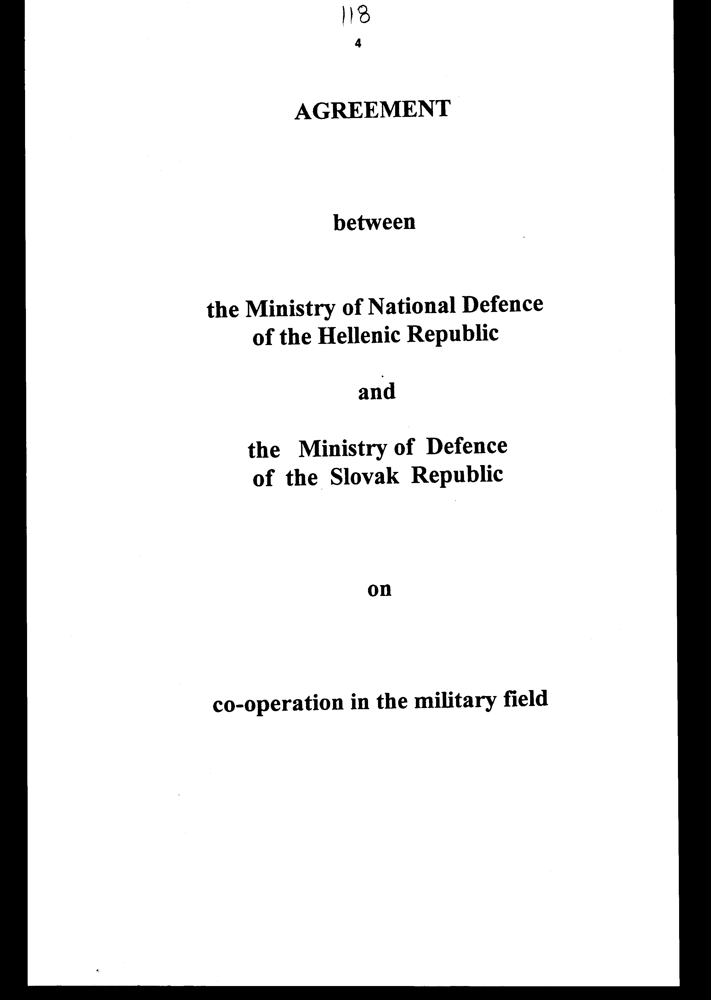 118
4
AGREEMENT
between
the Ministry of National Defence
of the Hellenic Republic
and
the Ministry of Defence
of the Slovak Republic
on
co-operation in the military field